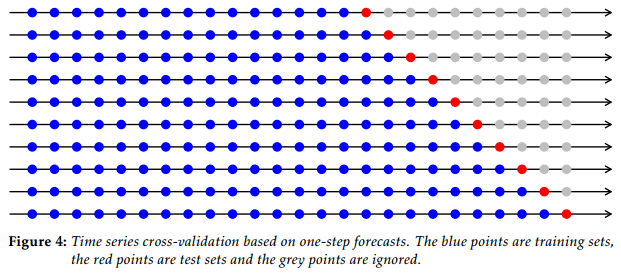 Figure 4: Time series cross-validation based on one-step forecasts. The blue points are training sets,
the red points are test sets and the grey points are ignored.